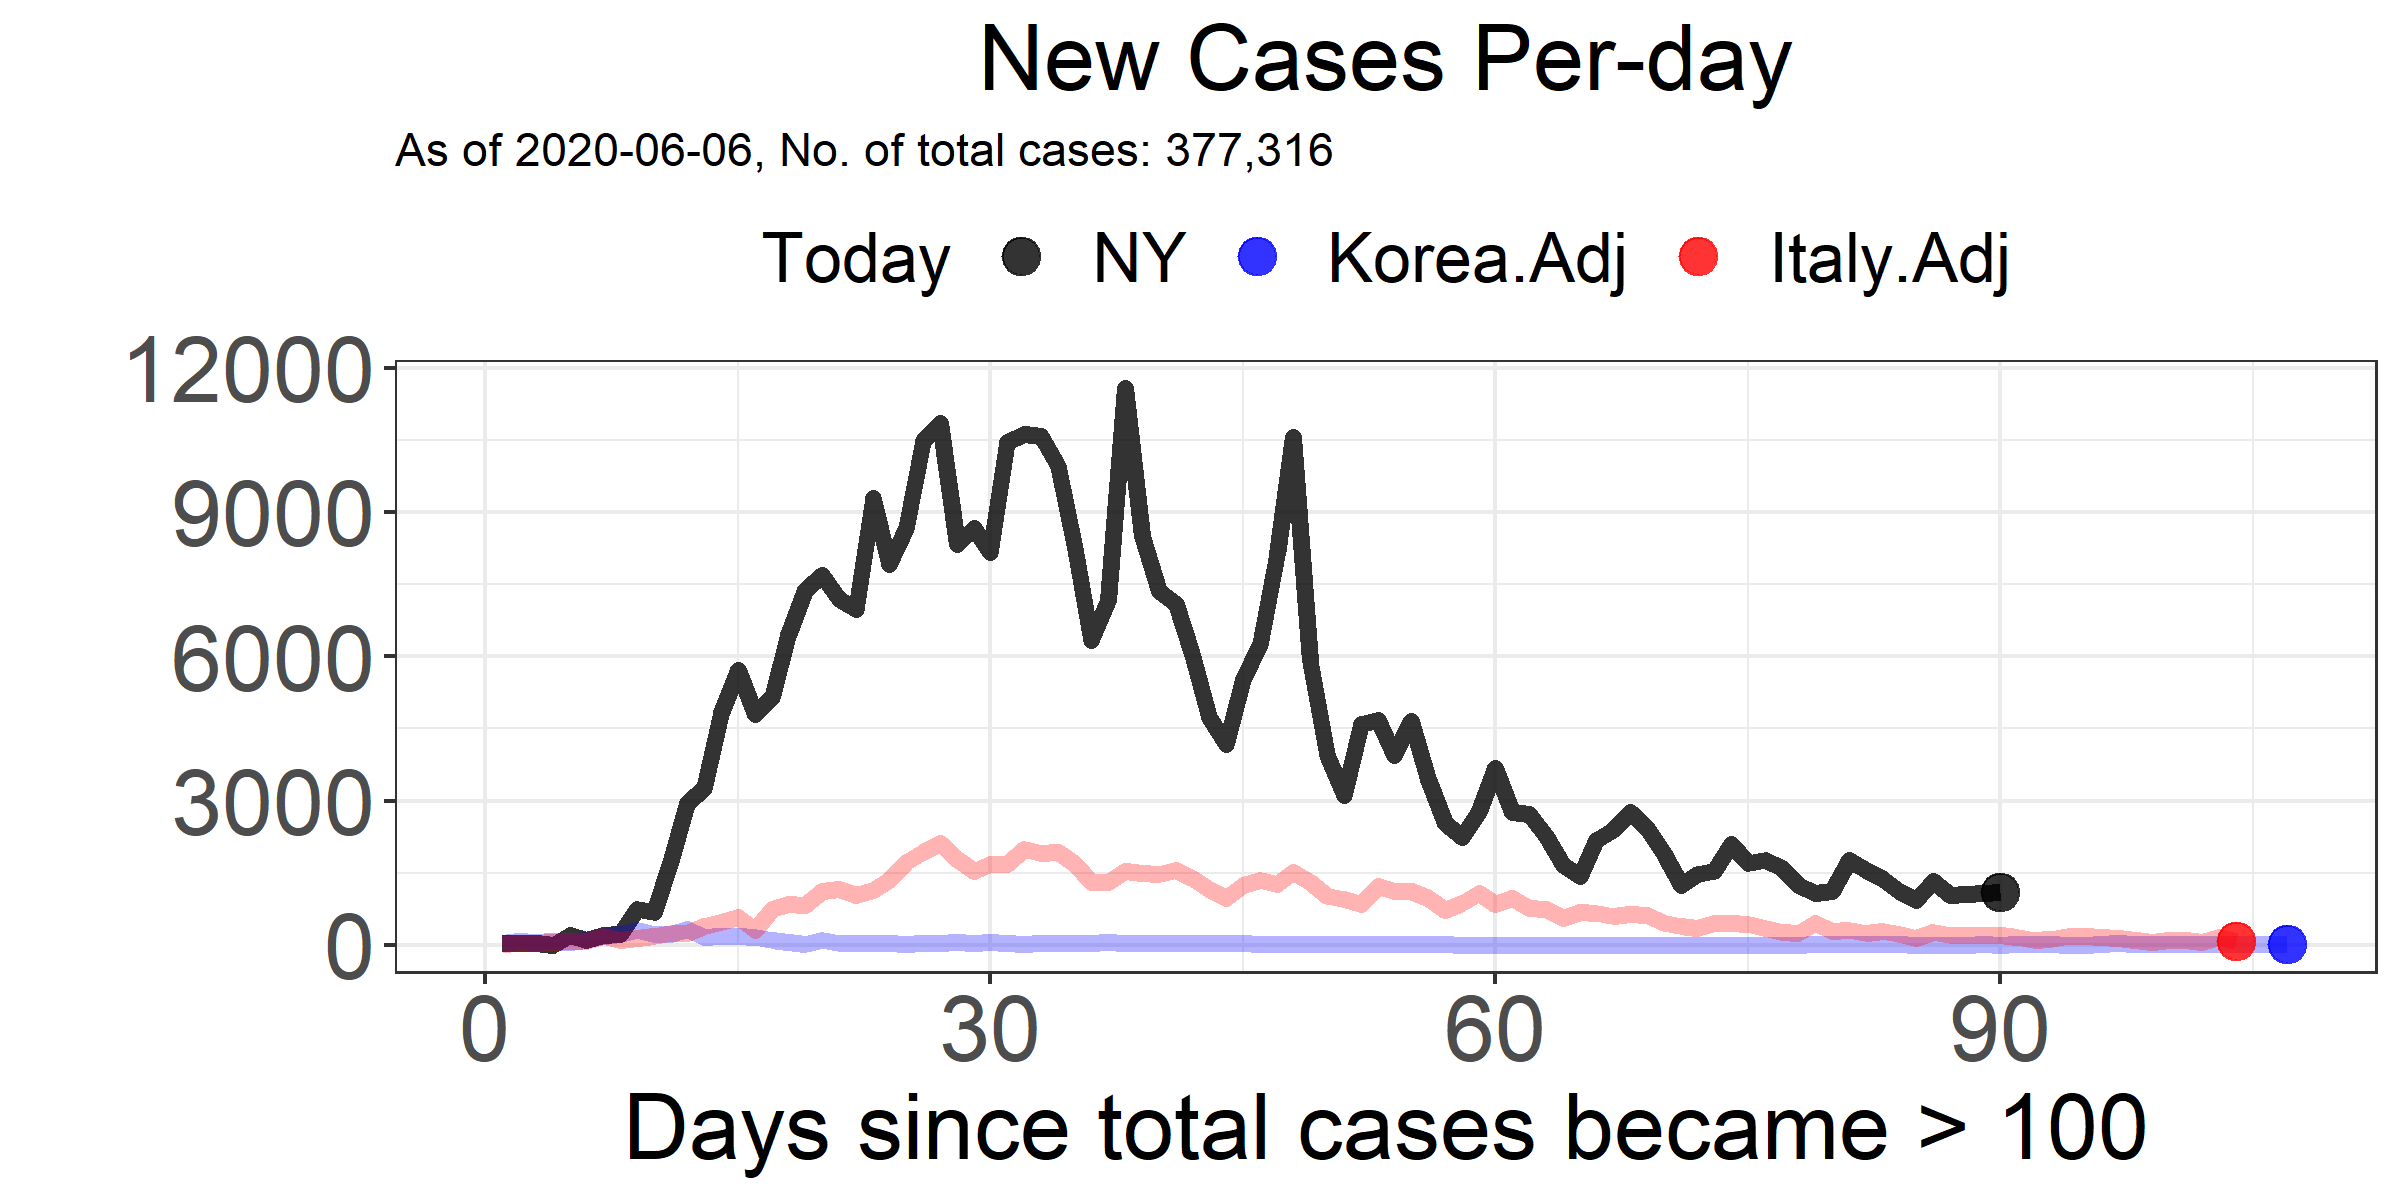 New Cases Per-day
As of 2020-06-06, No. of total cases: 377,316
Today NY Korea.Adj Italy.Adj
12000
9000
6000
3000
0
0 30 60 90
Days since total cases became > 100